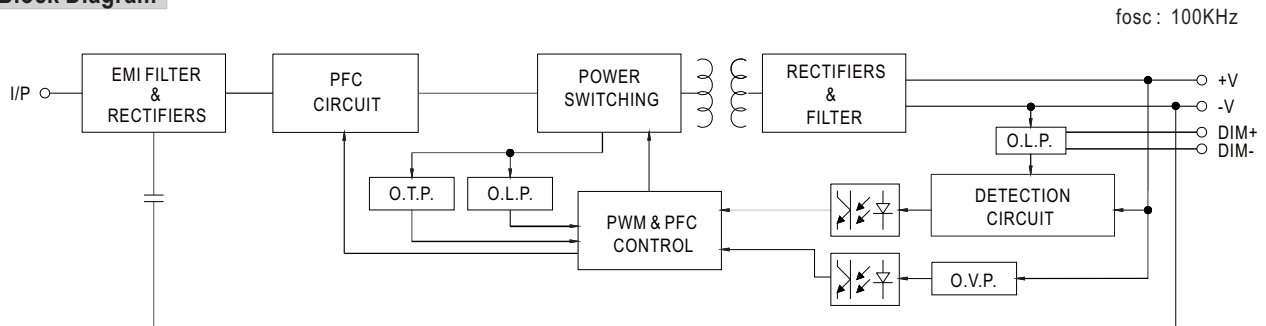 Block Diagram
fosc : 100KHz
I/P
EMI FILTER
&
RECTIFIERS
PFC
CIRCUIT
POWER
SWITCHING
RECTIFIERS
&
FILTER
+V
-V
DIM+
DIM-
O.L.P.
O.T.P.
O.L.P.
PWM & PFC
CONTROL
DETECTION
CIRCUIT
O.V.P.